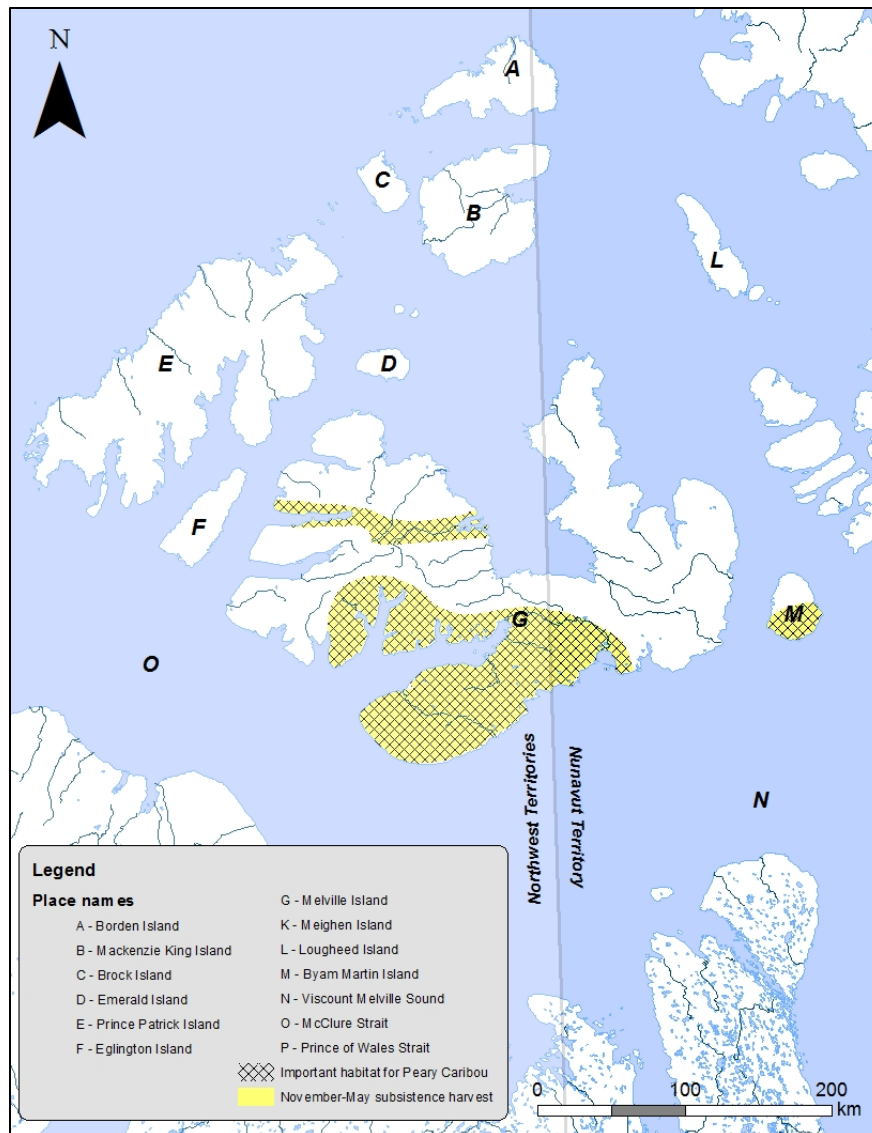 N
A
C
B
L
E
D
F
G
M
O
N
Northwest Territories
Nunavut Territory
Legend
Place names
A - Borden Island
B - Mackenzie King Island
C - Brock Island
D - Emerald Island
E - Prince Patrick Island
F - Eglington Island
G - Melville Island
K - Meighen Island
L - Lougheed Island
M - Byam Martin Island
N - Viscount Melville Sound
O - McClure Strait
P - Prince of Wales Strait
Important habitat for Peary Caribou
November-May subsistence harvest
0 100 200
km